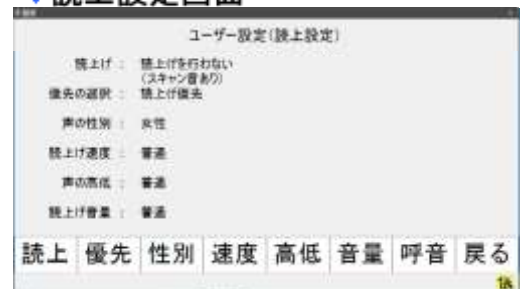 読上設定画面
ユーザー設定(読上設定)
読上げ : 読上げを行わない
(スキャン音あり)
優先の選択 : 読上げ優先
声の性別 : 女性
読上げ速度 : 普通
声の高低 : 普通
読上げ音量 : 普通
読上 優先 性別 速度 高低 音量 呼音 戻る